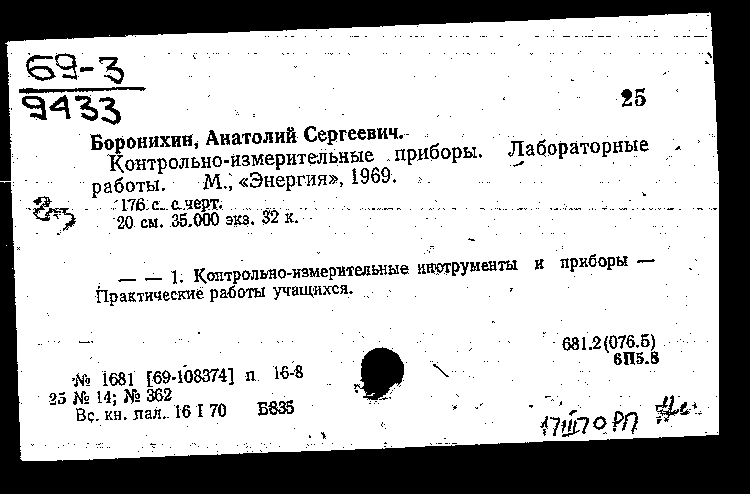 69-3
9433
25
Боронихин, Анатолий Сергеевич.
Контрольно-измерительные приборы. Лабораторные
работы. М., «Энергия», 1969.
176 с. с черт.
20 см. 35.000 экз. 32 к.
— — 1. Контрольно-измерительные инструменты и приборы —
Практические работы учащихся.
681.2(076.5)
6П5.8
№ 1681 [69-108374] п 16-8
25 № 14; № 362
Вс. кн. пал. 16 I 70 Б835
17III70 РП